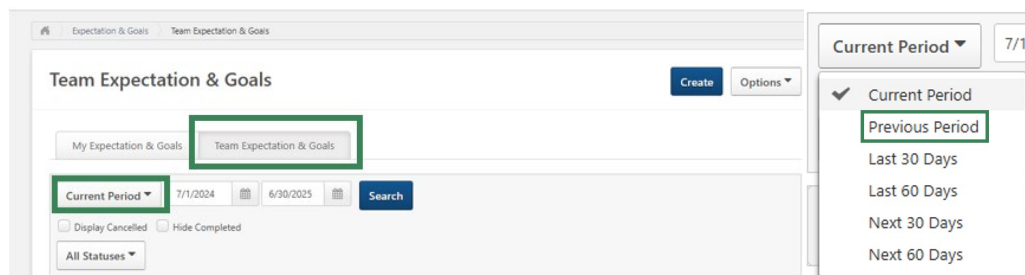 Expectation & Goals Team Expectation & Goals
Team Expectation & Goals
Create Options
My Expectation & Goals Team Expectation & Goals
Current Period 7/1/2024 6/30/2025 Search
Display Cancelled Hide Completed
All Statuses
Current Period 7/1
Current Period
Previous Period
Last 30 Days
Last 60 Days
Next 30 Days
Next 60 Days